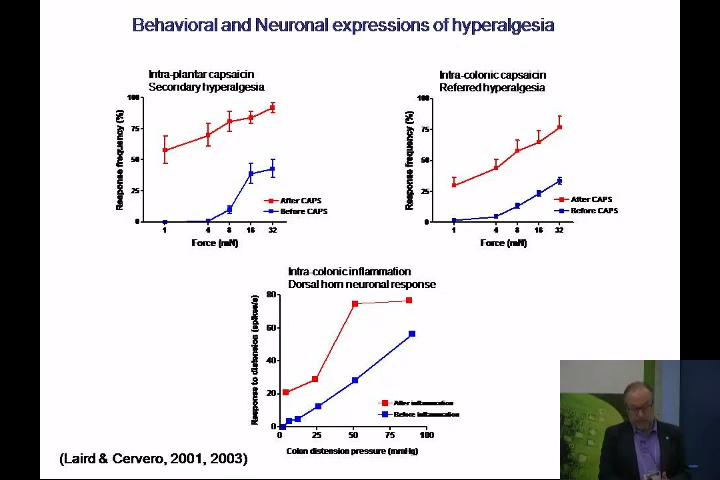 Behavioral and Neuronal expressions of hyperalgesia
Intra-plantar capsaicin
Secondary hyperalgesia
Response frequency (%)
100
75
50
25
0
1 4 8 16 32
Force (mN)
After CAPS
Before CAPS
Intra-colonic capsaicin
Referred hyperalgesia
Response frequency (%)
100
75
50
25
0
1 4 8 16 32
Force (mN)
After CAPS
Before CAPS
Intra-colonic inflammation
Dorsal horn neuronal response
Response to distension (spikes/s)
80
60
40
20
0
0 25 50 75 100
Colon distension pressure (mmHg)
After inflammation
Before inflammation
(Laird & Cervero, 2001, 2003)